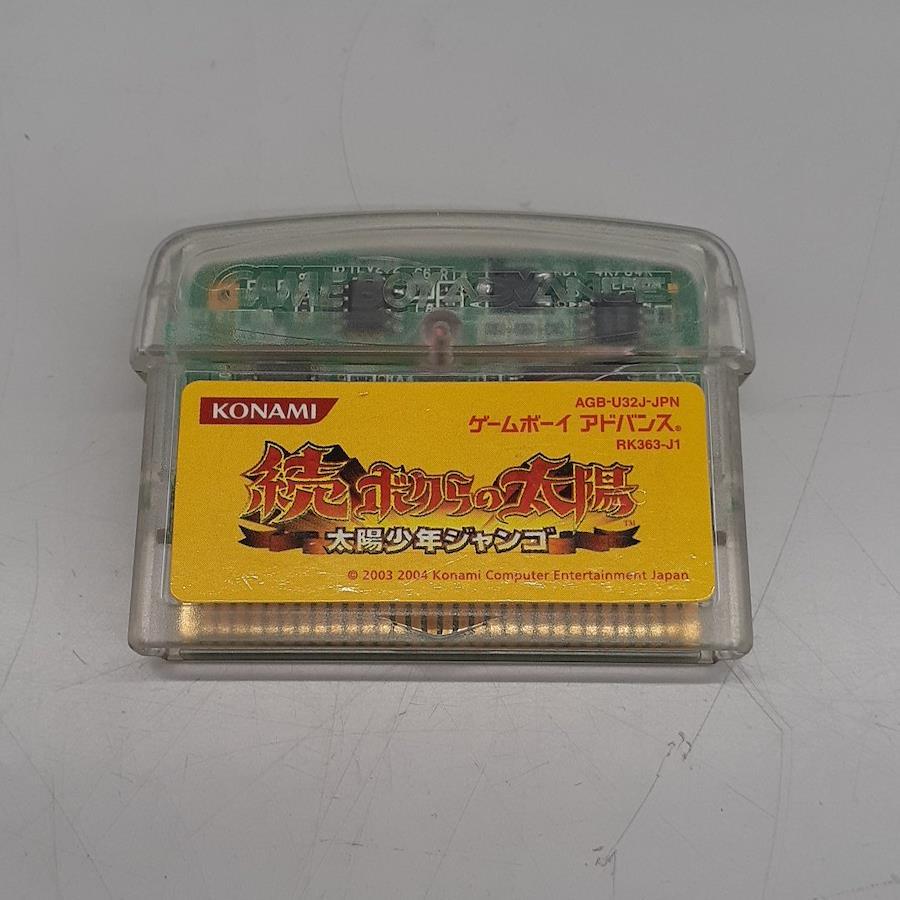 GAME BOY ADVANCE
KONAMI
AGB-U32J-JPN
ゲームボーイ アドバンス®
RK363-J1
続ボクらの太陽™
太陽少年ジャンゴ
© 2003 2004 Konami Computer Entertainment Japan